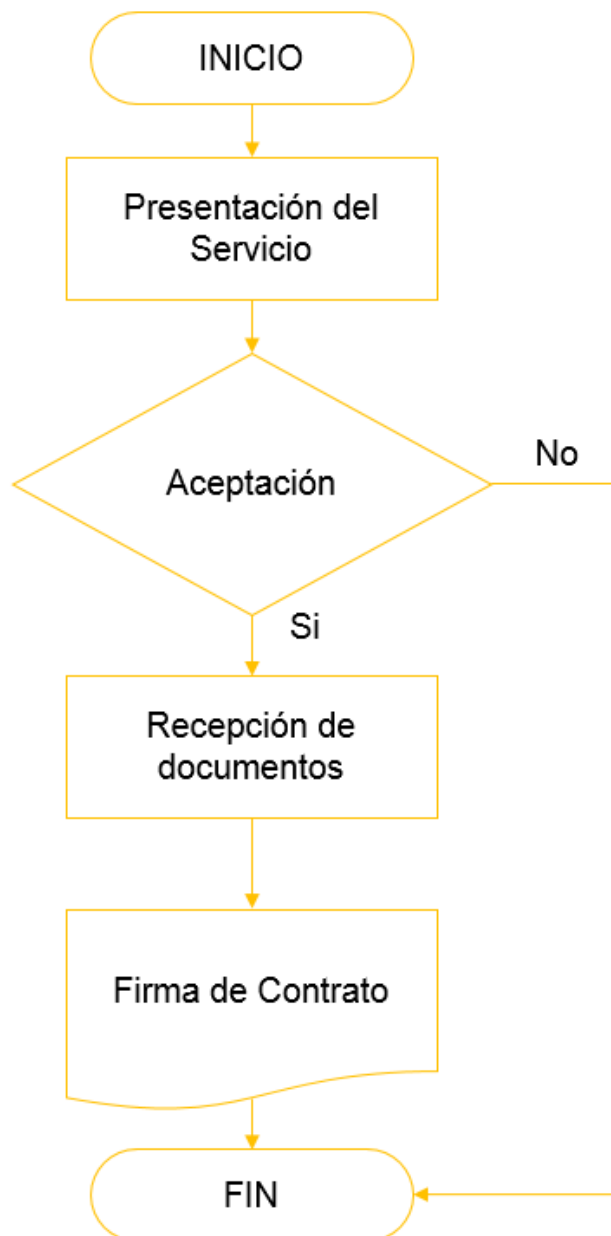 INICIO
Presentación del
Servicio
Aceptación
No
Si
Recepción de
documentos
Firma de Contrato
FIN